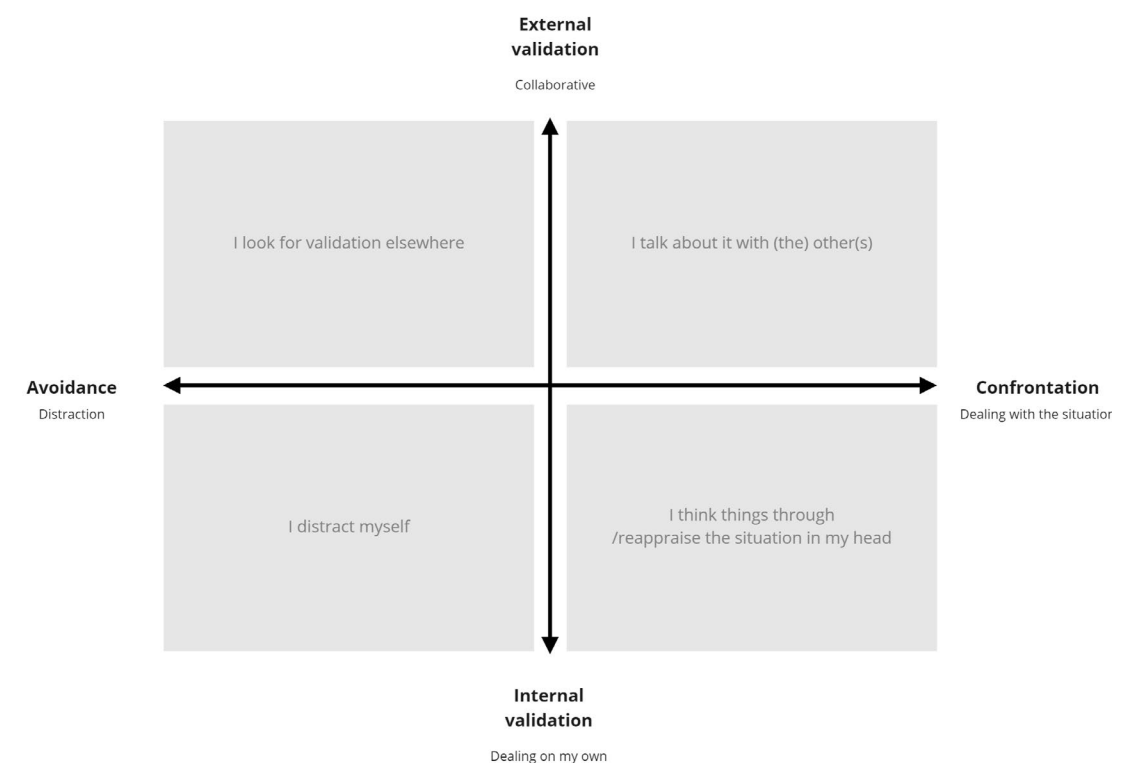 External
validation
Collaborative
I look for validation elsewhere
I talk about it with (the) other(s)
Avoidance
Distraction
Confrontation
Dealing with the situation
I distract myself
I think things through
/reappraise the situation in my head
Internal
validation
Dealing on my own